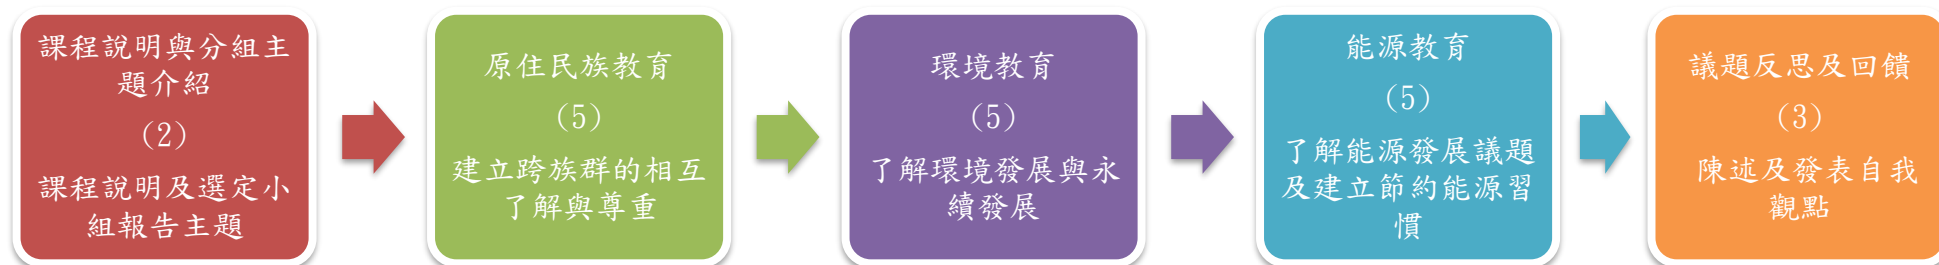 課程說明與分組主
題介紹
(2)
課程說明及選定小
組報告主題
原住民族教育
(5)
建立跨族群的相互
了解與尊重
環境教育
(5)
了解環境發展與永
續發展
能源教育
(5)
了解能源發展議題
及建立節約能源習
慣
議題反思及回饋
(3)
陳述及發表自我
觀點